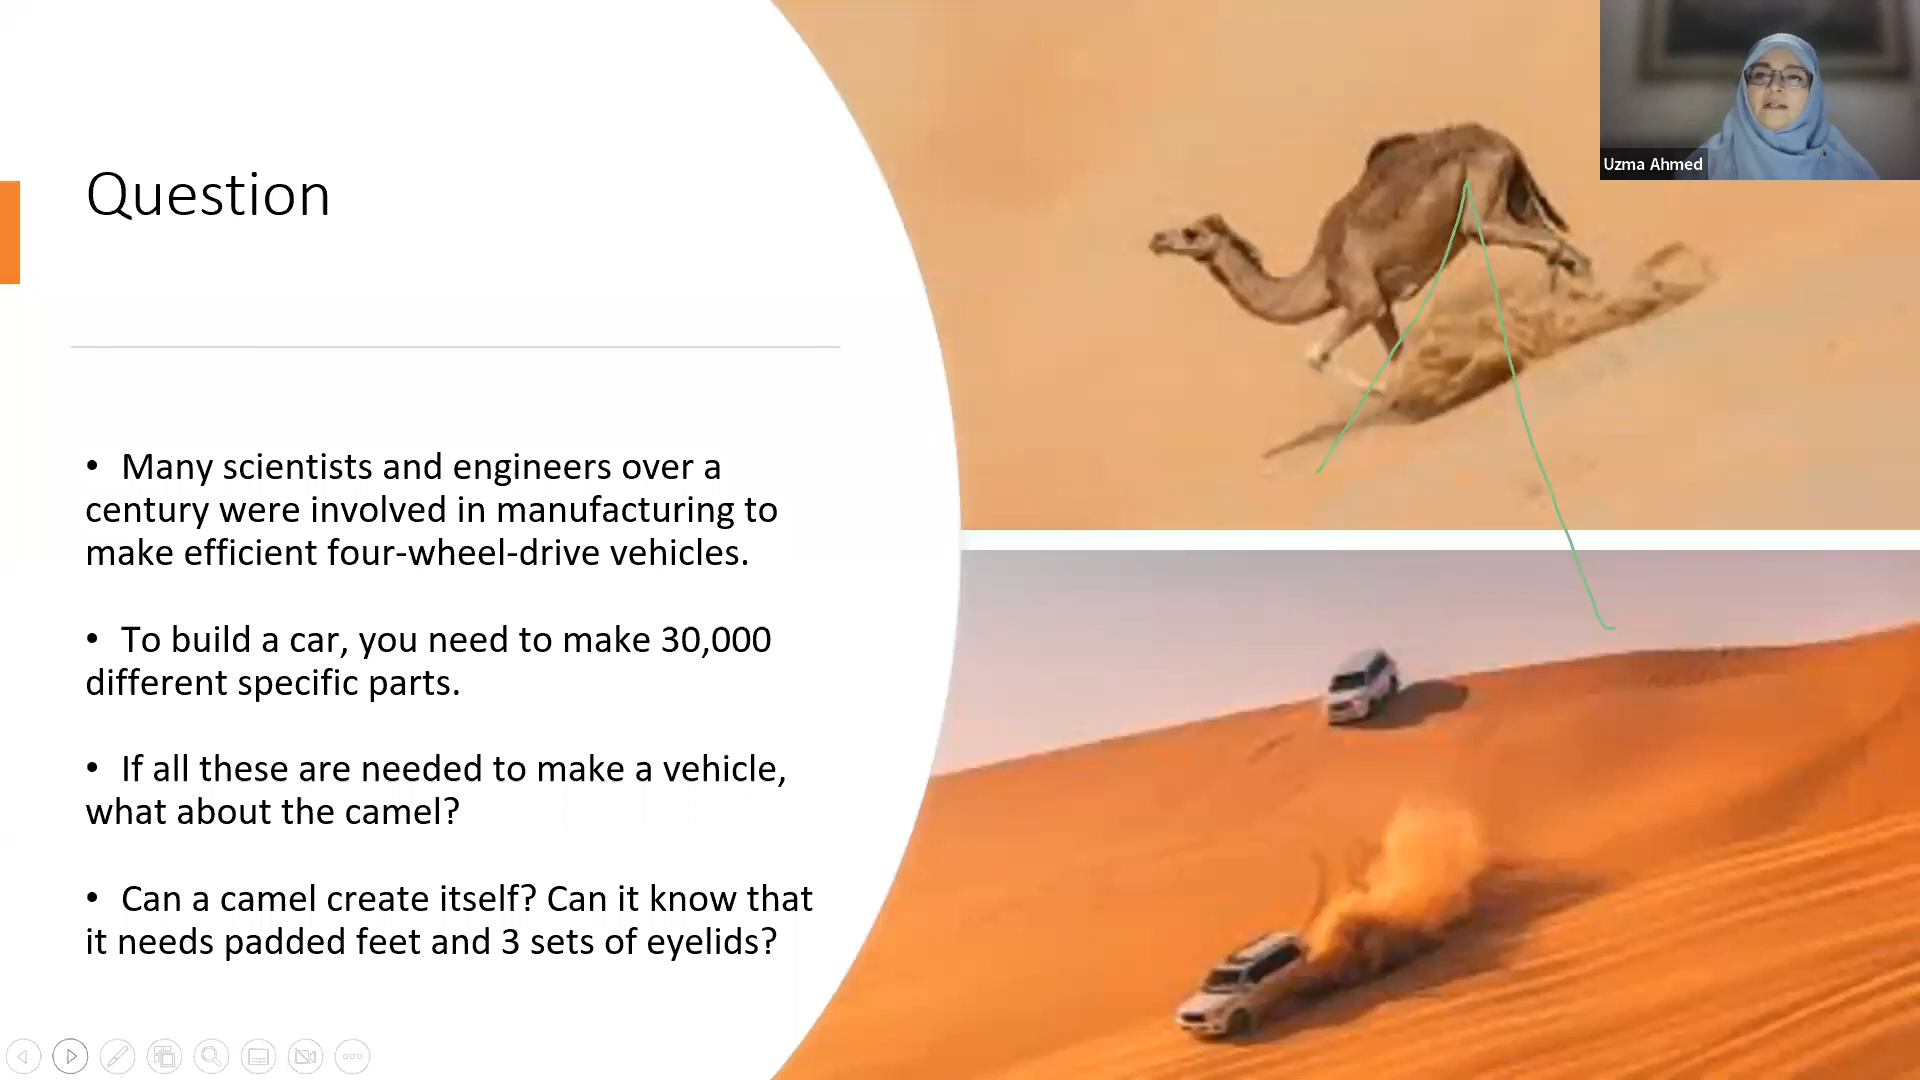 Question
• Many scientists and engineers over a
century were involved in manufacturing to
make efficient four-wheel-drive vehicles.
• To build a car, you need to make 30,000
different specific parts.
• If all these are needed to make a vehicle,
what about the camel?
• Can a camel create itself? Can it know that
it needs padded feet and 3 sets of eyelids?
Uzma Ahmed